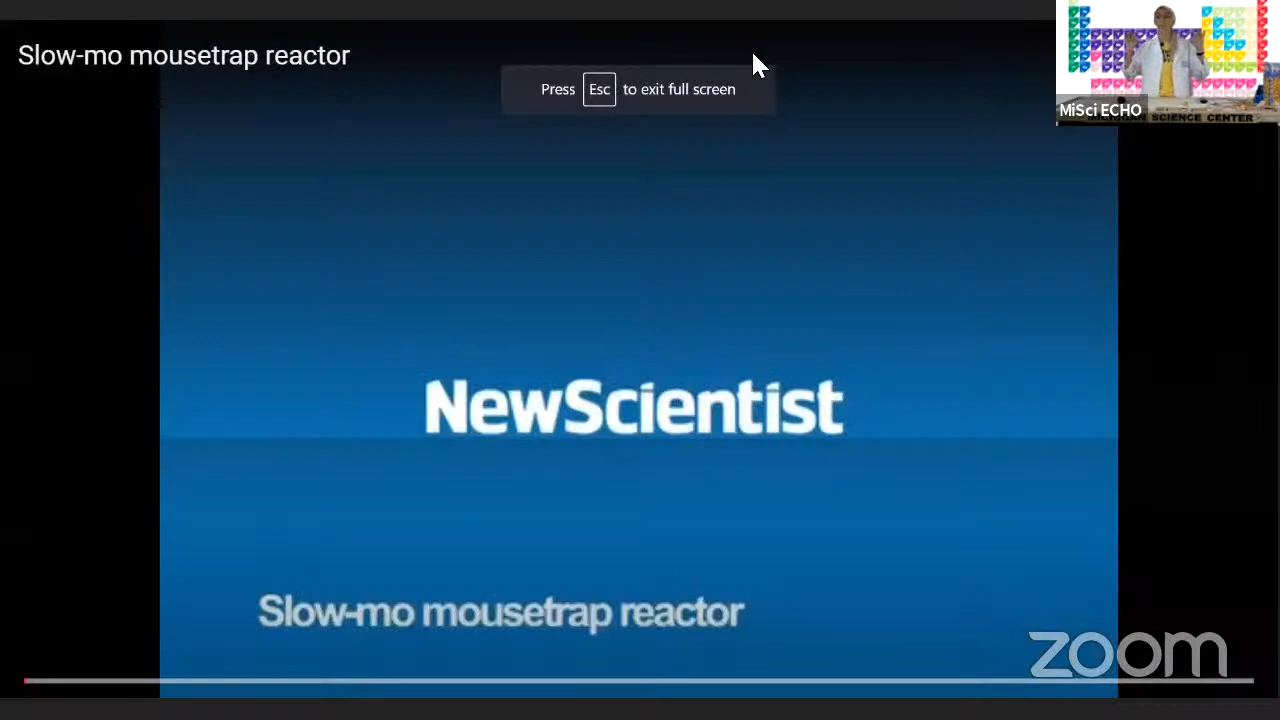 Slow-mo mousetrap reactor
Press Esc to exit full screen
MiSci ECHO
MICHIGAN SCIENCE CENTER
NewScientist
Slow-mo mousetrap reactor
zoom